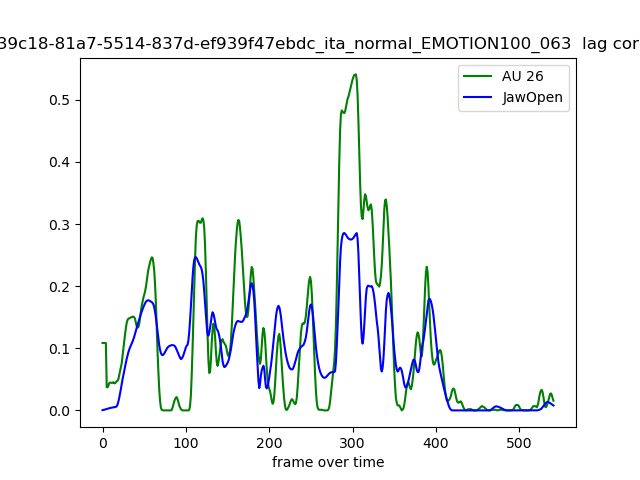 39c18-81a7-5514-837d-ef939f47ebdc_ita_normal_EMOTION100_063 lag cor
AU 26
JawOpen
0.5
0.4
0.3
0.2
0.1
0.0
0 100 200 300 400 500
frame over time